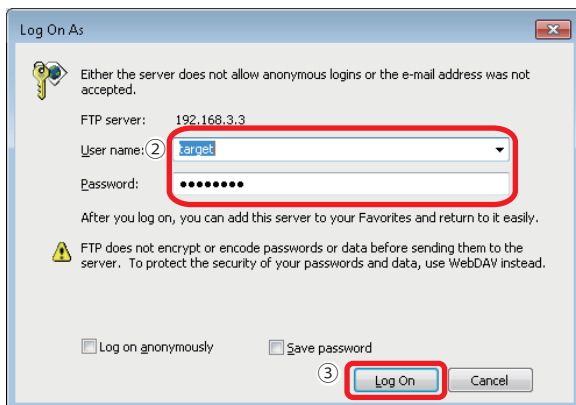 Log On As
Either the server does not allow anonymous logins or the e-mail address was not
accepted.
FTP server: 192.168.3.3
User name: ② target
Password: ●●●●●●●●
After you log on, you can add this server to your Favorites and return to it easily.
FTP does not encrypt or encode passwords or data before sending them to the
server. To protect the security of your passwords and data, use WebDAV instead.
Log on anonymously Save password
③ Log On Cancel